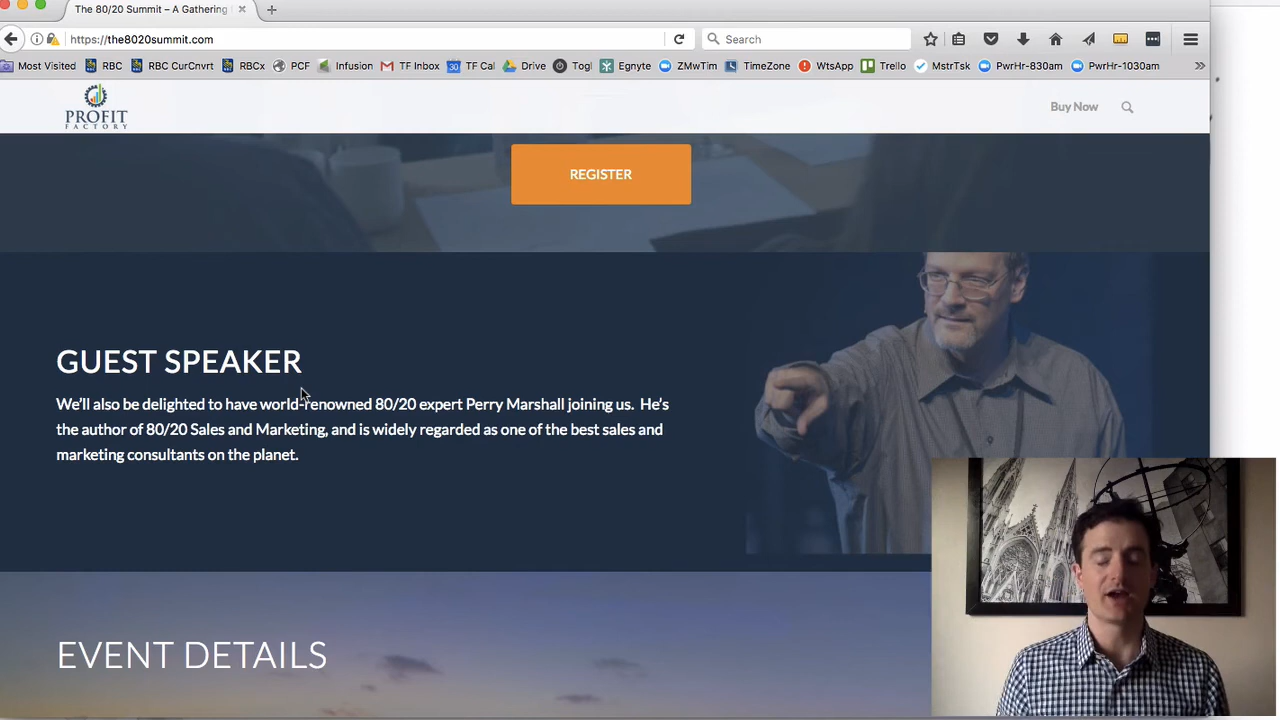 The 80/20 Summit – A Gathering
https://the8020summit.com
Search
Most Visited RBC RBC CurCnvrt RBCx PCF Infusion TF Inbox TF Cal Drive Togl Egnyte ZMwTim TimeZone WtsApp Trello MstrTsk PwrHr-830am PwrHr-1030am
PROFIT
FACTORY
Buy Now
REGISTER
GUEST SPEAKER
We'll also be delighted to have world-renowned 80/20 expert Perry Marshall joining us. He's
the author of 80/20 Sales and Marketing, and is widely regarded as one of the best sales and
marketing consultants on the planet.
EVENT DETAILS